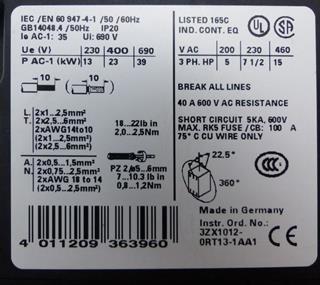 IEC / EN 60 947-4-1 /50 /60Hz
GB14048.4 /50Hz IP20
Ie AC-1: 35 Ui: 690 V
Ue (V) 230 400 690
P AC-1 (kW) 13 23 39
10 10
L. 2x1...2,5mm²
T. 2x2,5...6mm²
2xAWG14to10
(2x1...2,5mm²)
(2x2,5...6mm²)
18...22lb in
2,0...2,5Nm
A. 2x0,5...1,5mm²
N. 2x0,75...2,5mm²
2xAWG 18 to 14
(2x0,5...2,5mm²)
PZ 2/ø5...6mm
7...10.3lb in
0,8...1,2Nm
4 011209 363960
LISTED 165C
IND. CONT. EQ
UL
V AC 200 230 460
3 PH. HP 5 7 1/2 15
BREAK ALL LINES
40 A 600 V AC RESISTANCE
SHORT CIRCUIT 5KA, 600V
MAX. RK5 FUSE / CB: 100 A
75° C CU WIRE ONLY
22,5°
360°
CCC
Made in Germany
Instr. Ord. No.:
3ZX1012-
0RT13-1AA1